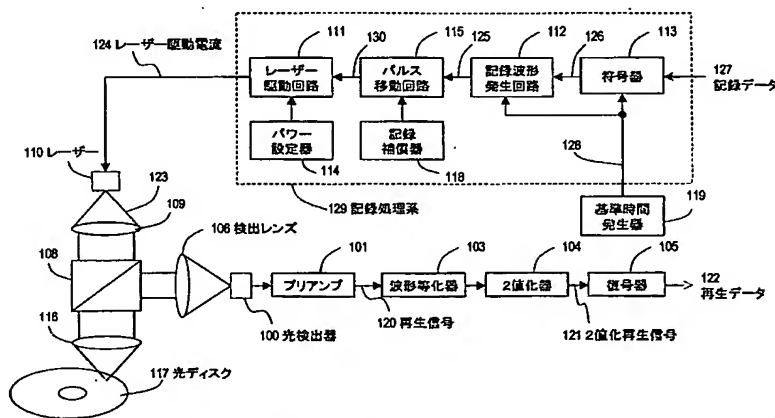 111
115
112
113
124 レーザー駆動電流
130
125
126
127
記録データ
レーザー
駆動回路
パルス
移動回路
記録波形
発生回路
符号器
パワー
設定器
記録
補償器
110 レーザー
114
118
128
123
109
129 記録処理系
基準時間
発生器
119
106 検出レンズ
108
101
103
104
105
プリアンプ
波形等化器
2値化器
復号器
122
再生データ
120 再生信号
121 2値化再生信号
116
100 光検出器
117 光ディスク